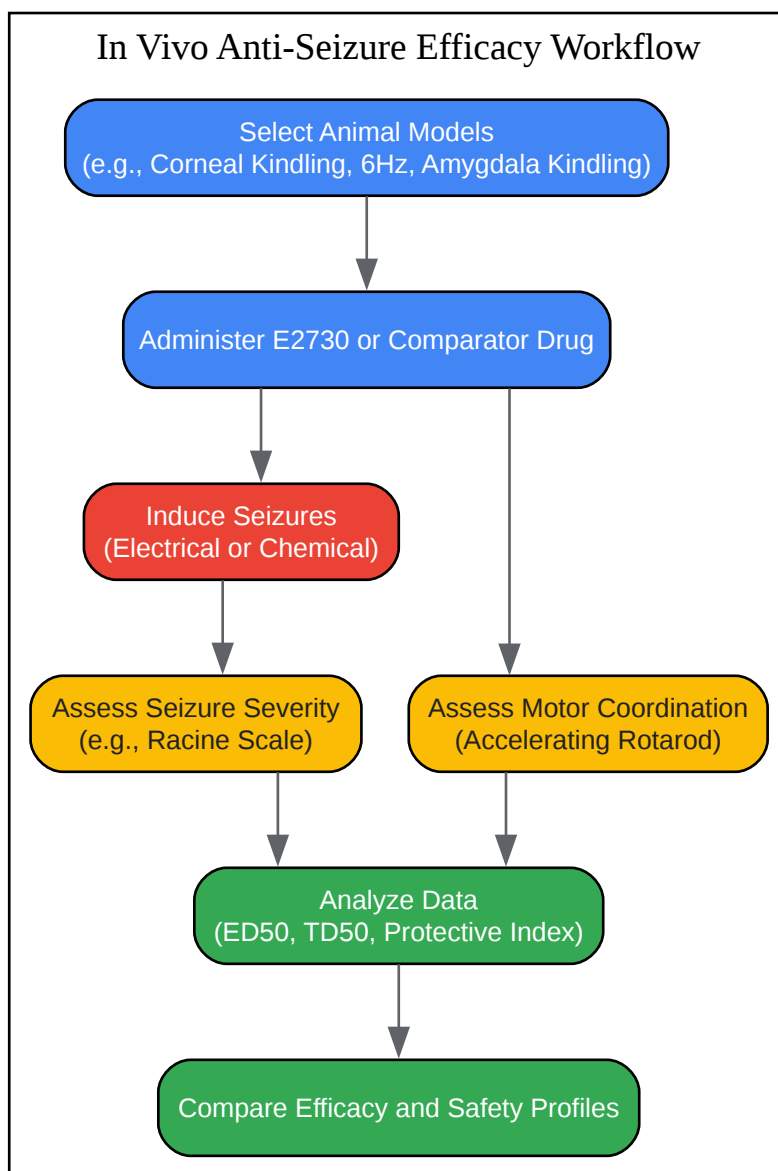 In Vivo Anti-Seizure Efficacy Workflow
Select Animal Models
(e.g., Corneal Kindling, 6Hz, Amygdala Kindling)
Administer E2730 or Comparator Drug
Induce Seizures
(Electrical or Chemical)
Assess Seizure Severity
(e.g., Racine Scale)
Assess Motor Coordination
(Accelerating Rotarod)
Analyze Data
(ED50, TD50, Protective Index)
Compare Efficacy and Safety Profiles